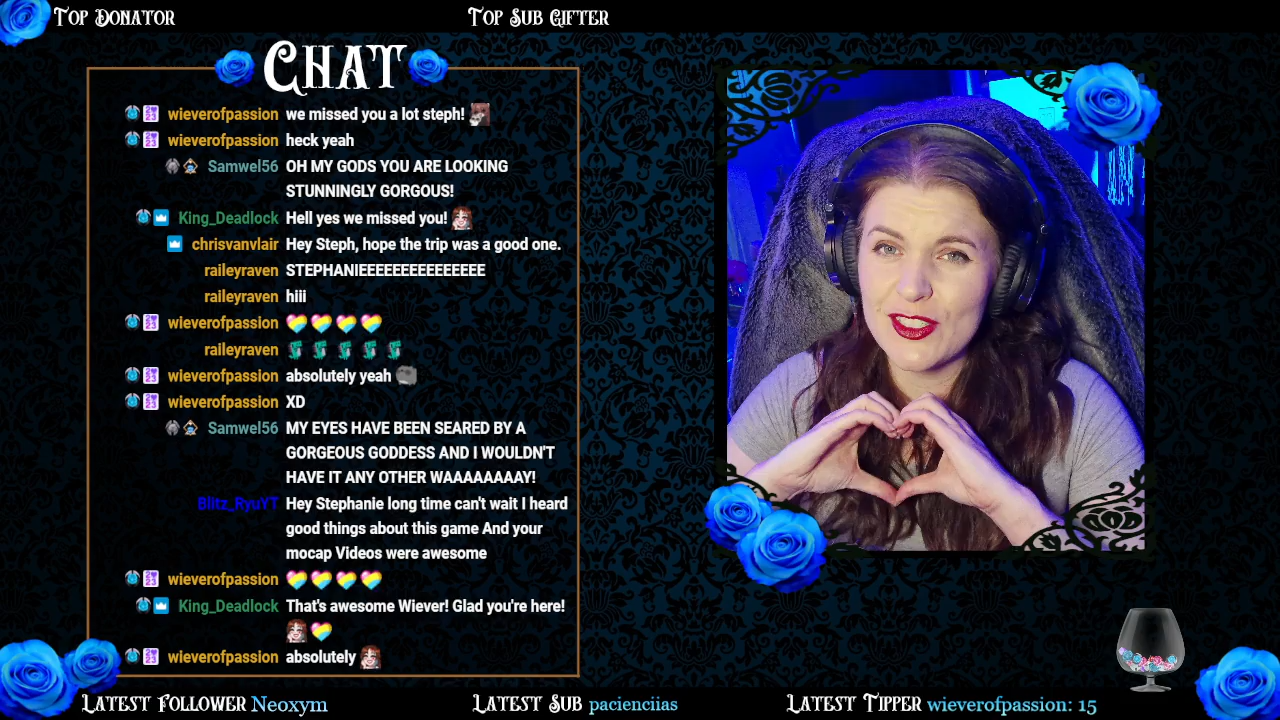 Top Donator
Top Sub Gifter
Chat
wieverofpassion we missed you a lot steph!
wieverofpassion heck yeah
Samwel56 OH MY GODS YOU ARE LOOKING
STUNNINGLY GORGOUS!
King_Deadlock Hell yes we missed you!
chrisvanvlair Hey Steph, hope the trip was a good one.
raileyraven STEPHANIEEEEEEEEEEEEEEE
raileyraven hiii
wieverofpassion
raileyraven
wieverofpassion absolutely yeah
wieverofpassion XD
Samwel56 MY EYES HAVE BEEN SEARED BY A
GORGEOUS GODDESS AND I WOULDN'T
HAVE IT ANY OTHER WAAAAAAAY!
Blitz_RyuYT Hey Stephanie long time can't wait I heard
good things about this game And your
mocap Videos were awesome
wieverofpassion
King_Deadlock That's awesome Wiever! Glad you're here!
wieverofpassion absolutely
Latest Follower Neoxym
Latest Sub pacienciias
Latest Tipper wieverofpassion: 15